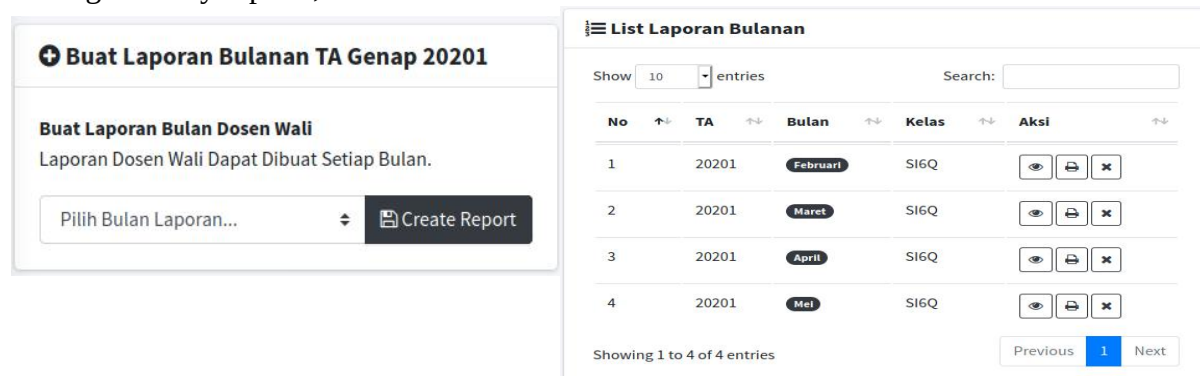 Buat Laporan Bulanan TA Genap 20201
Buat Laporan Bulan Dosen Wali
Laporan Dosen Wali Dapat Dibuat Setiap Bulan.
Pilih Bulan Laporan... Create Report
List Laporan Bulanan
Show 10 entries Search:
No TA Bulan Kelas Aksi
1 20201 Februari SI6Q
2 20201 Maret SI6Q
3 20201 April SI6Q
4 20201 Mei SI6Q
Showing 1 to 4 of 4 entries Previous 1 Next